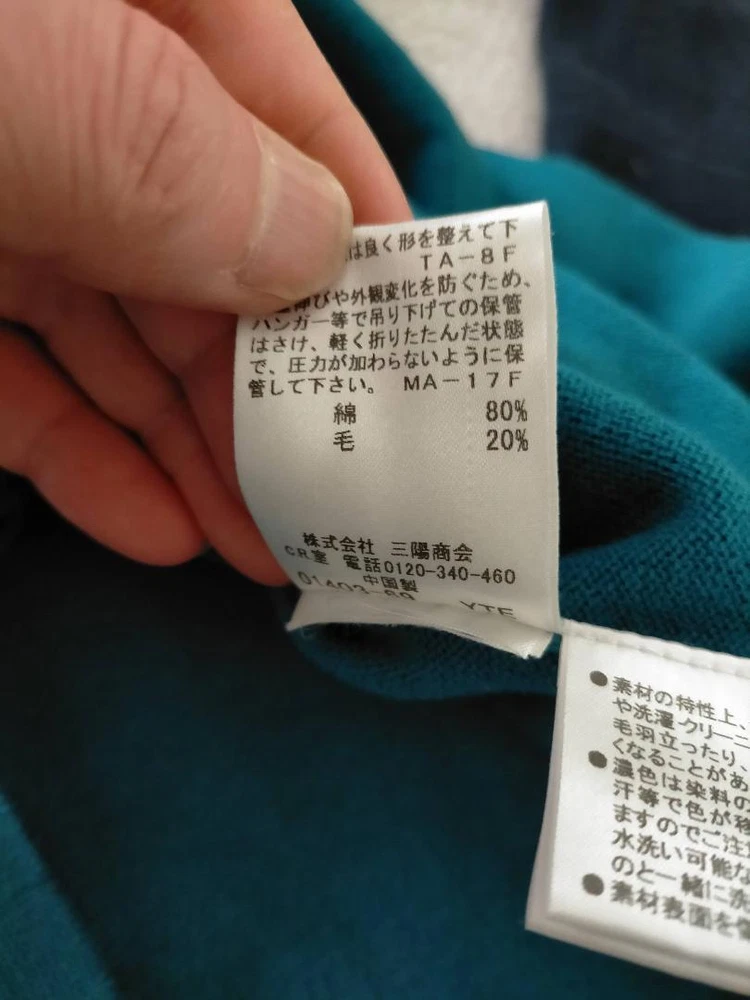 は良く形を整えて下
TA-8F
伸びや外観変化を防ぐため、
ハンガー等で吊り下げての保管
はさけ、軽く折りたたんだ状態
で、圧力が加わらないように保
管して下さい。 MA-17F
綿 80%
毛 20%
株式会社 三陽商会
CR室 電話0120-340-460
中国製
01403-69 YTE
●素材の特性上、
や洗濯クリーニ
毛羽立ったり、
くなることがあ
●濃色は染料の
汗等で色が移
ますのでご注
水洗い可能な
のと一緒に洗
●素材表面を